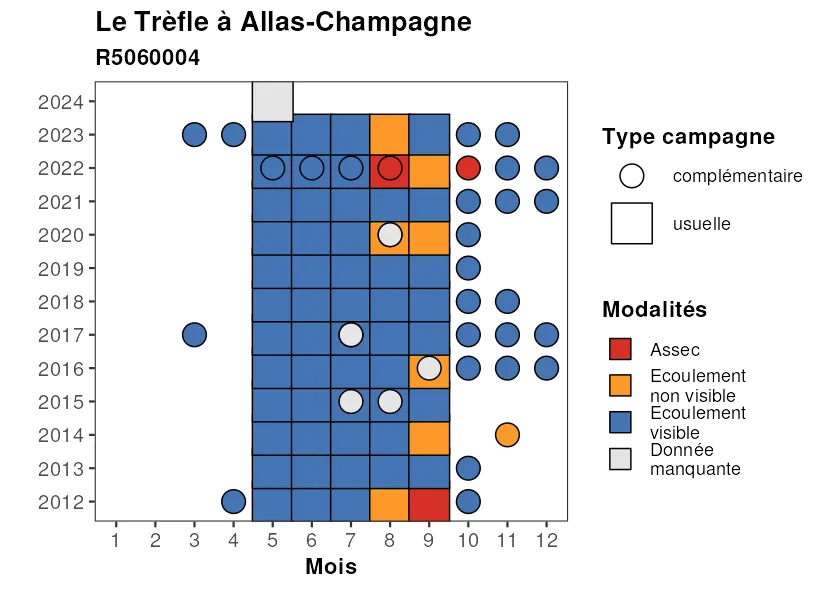 Le Trèfle à Allas-Champagne
R5060004
2024
2023
2022
2021
2020
2019
2018
2017
2016
2015
2014
2013
2012
1 2 3 4 5 6 7 8 9 10 11 12
Mois
Type campagne
complémentaire
usuelle
Modalités
Assec
Ecoulement
non visible
Ecoulement
visible
Donnée
manquante